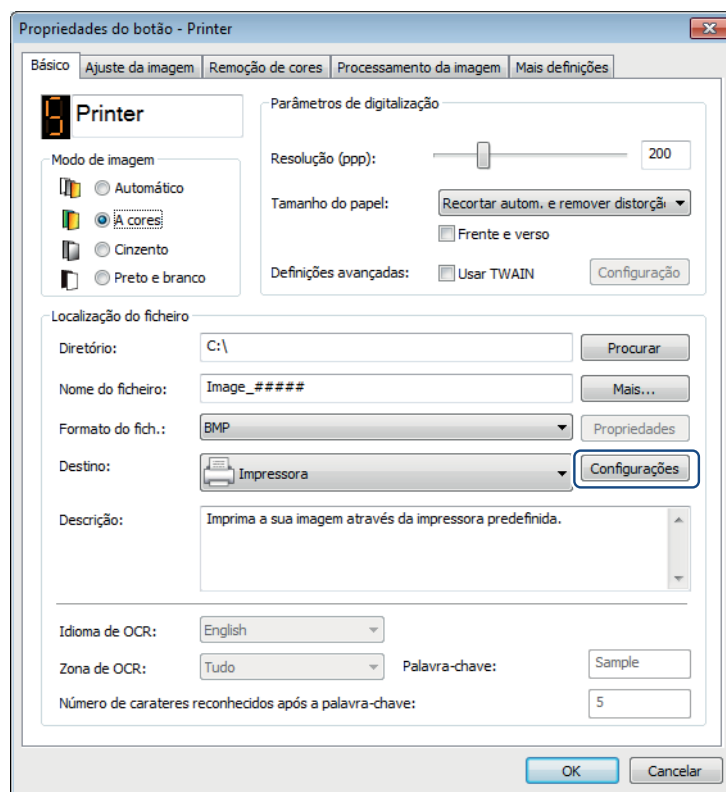 Propriedades do botão - Printer
Básico Ajuste da imagem Remoção de cores Processamento da imagem Mais definições
5 Printer
Modo de imagem
Automático
A cores
Cinzento
Preto e branco
Parâmetros de digitalização
Resolução (ppp): 200
Tamanho do papel: Recortar autom. e remover distorçã
Frente e verso
Definições avançadas: Usar TWAIN Configuração
Localização do ficheiro
Diretório: C:\ Procurar
Nome do ficheiro: Image_##### Mais...
Formato do fich.: BMP Propriedades
Destino: Impressora Configurações
Descrição: Imprima a sua imagem através da impressora predefinida.
Idioma de OCR: English
Zona de OCR: Tudo Palavra-chave: Sample
Número de carateres reconhecidos após a palavra-chave: 5
OK Cancelar